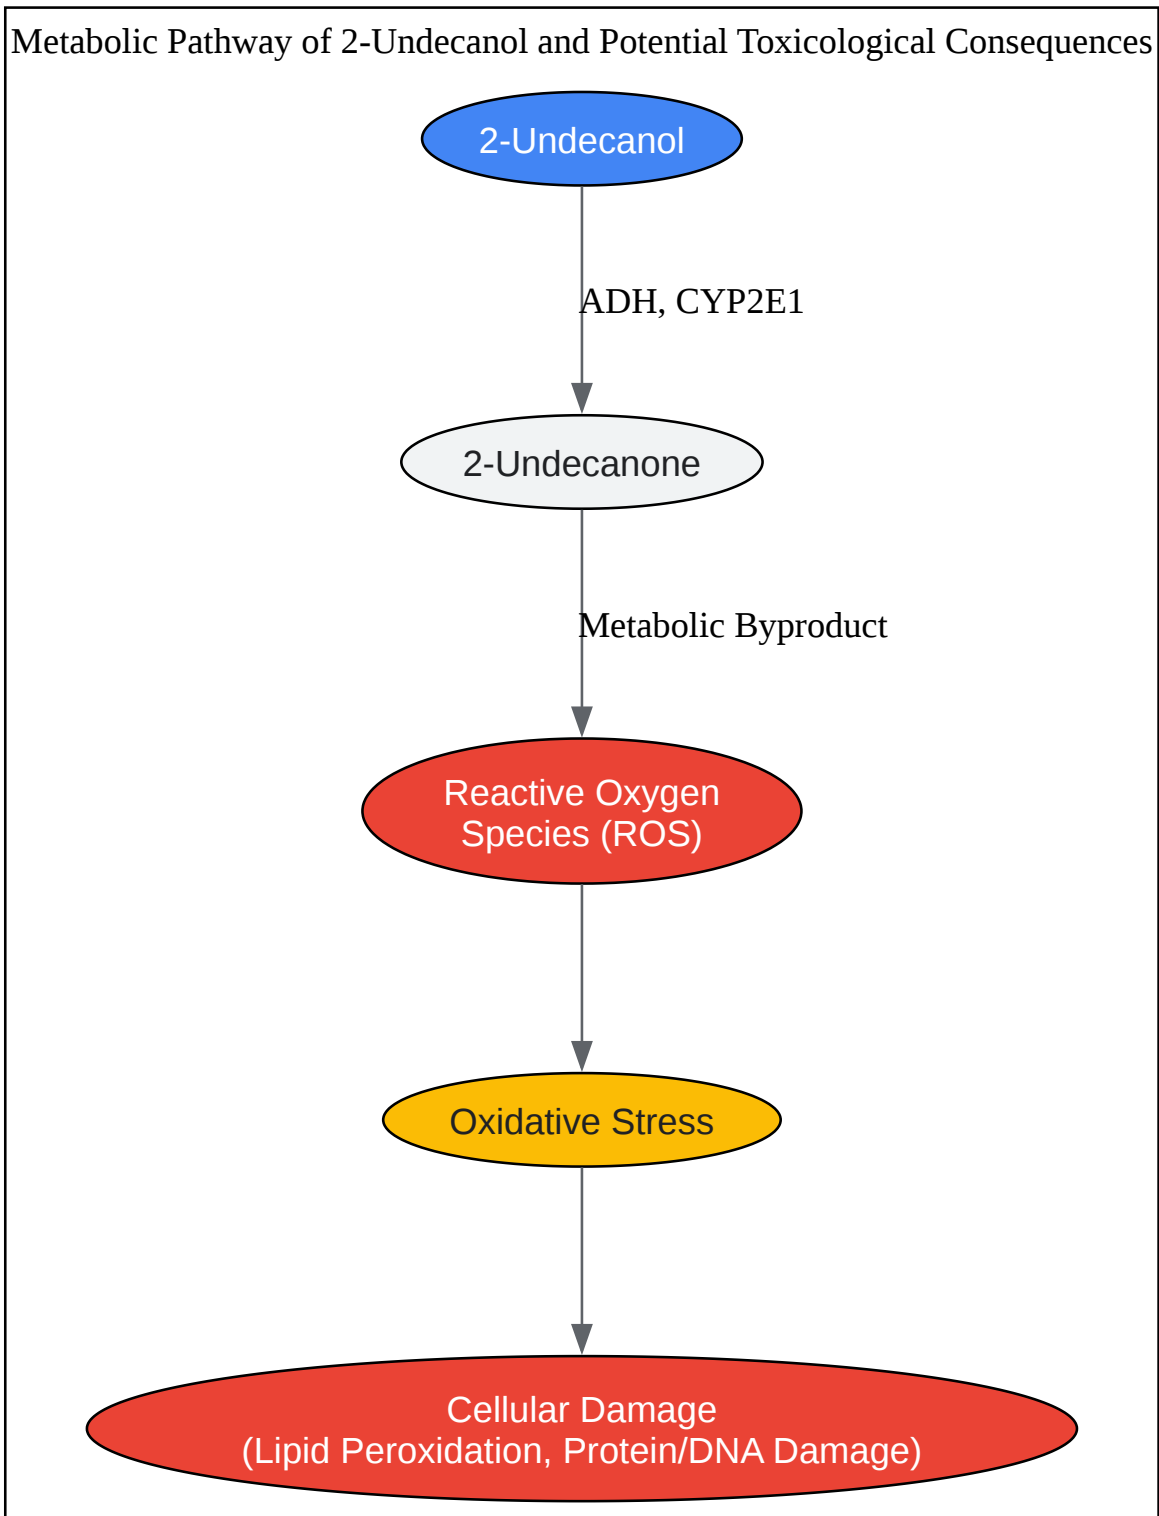 Metabolic Pathway of 2-Undecanol and Potential Toxicological Consequences
2-Undecanol
ADH, CYP2E1
2-Undecanone
Metabolic Byproduct
Reactive Oxygen
Species (ROS)
Oxidative Stress
Cellular Damage
(Lipid Peroxidation, Protein/DNA Damage)